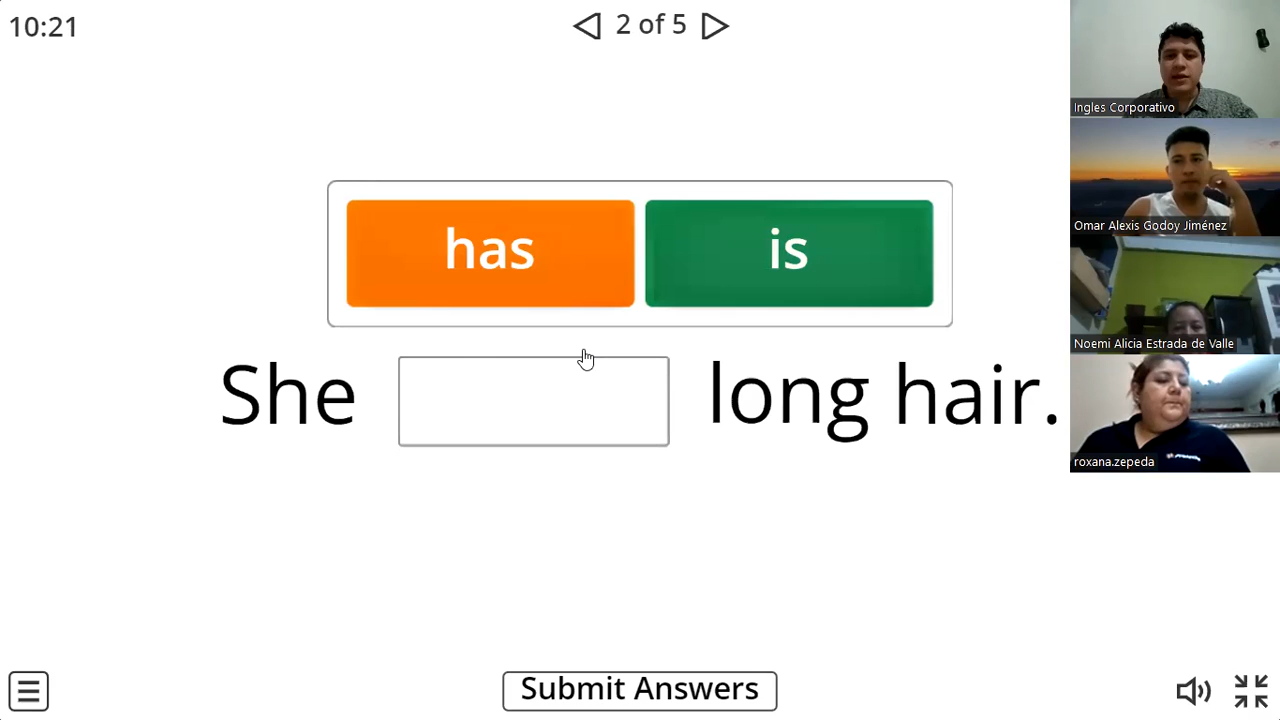 10:21
2 of 5
has
is
She long hair.
Submit Answers
Ingles Corporativo
Omar Alexis Godoy Jiménez
Noemi Alicia Estrada de Valle
roxana.zepeda